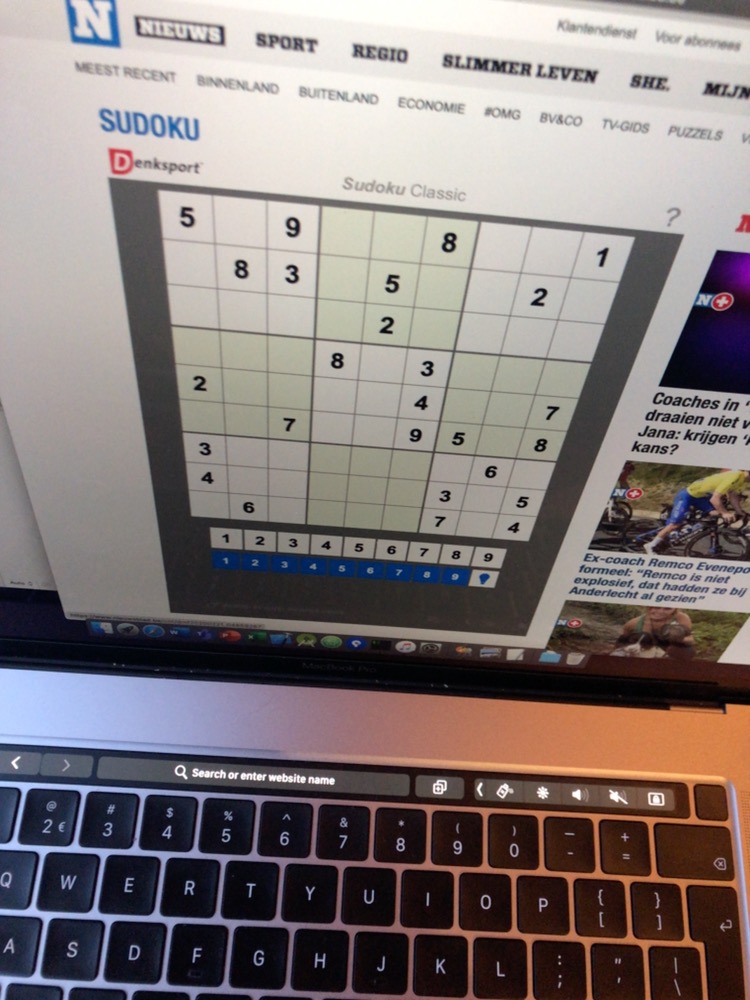 Klantendienst Voor abonnees
N NIEUWS SPORT REGIO SLIMMER LEVEN SHE. MIJN
MEEST RECENT BINNENLAND BUITENLAND ECONOMIE #OMG BV&CO TV-GIDS PUZZELS
SUDOKU
Denksport
Sudoku Classic
?
5 9 8 1
8 3 5 2
2
8 3
2 4 7
7 9 5 8
3 6
4 3 5
6 7 4
1 2 3 4 5 6 7 8 9
1 2 3 4 5 6 7 8 9
N+
Coaches in
draaien niet
Jana: krijgen
kans?
N+
Ex-coach Remco Evenepo
formeel: "Remco is niet
explosief, dat hadden ze bij
Anderlecht al gezien"
N+
MacBook Pro
Search or enter website name
@ # $ % ^ & * ( ) _ +
2 € 3 4 5 6 7 8 9 0 - =
Q W E R T Y U I O P { [ } ]
A S D F G H J K L : ; " ' | \